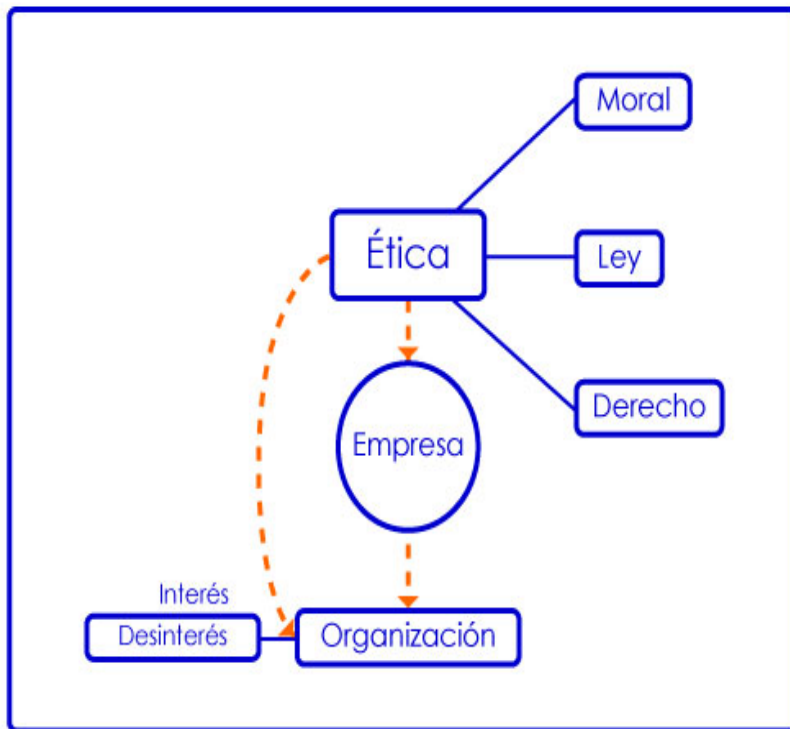 Moral
Ética
Ley
Derecho
Empresa
Interés
Desinterés
Organización